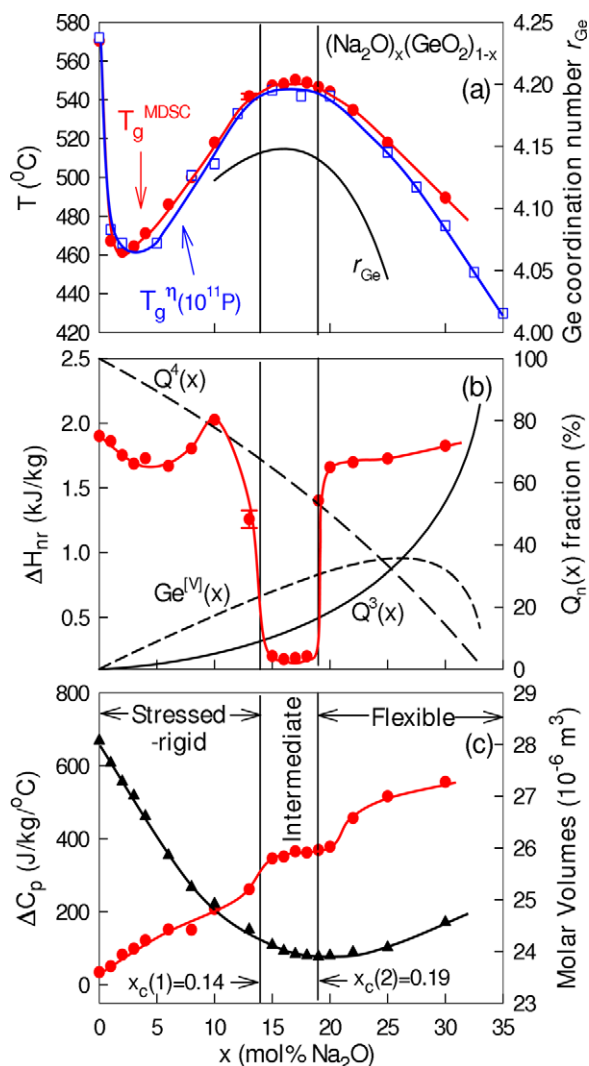 (Na₂O)ₓ(GeO₂)₁₋ₓ
(a)
T_g^MDSC
T_g^η(10¹¹P)
r_Ge
T (⁰C)
580
560
540
520
500
480
460
440
420
Ge coordination number r_Ge
4.25
4.20
4.15
4.10
4.05
4.00
(b)
Q⁴(x)
Ge^[V](x)
Q³(x)
ΔH_nr (kJ/kg)
2.5
2.0
1.5
1.0
0.5
Q_n(x) fraction (%)
100
80
60
40
20
0
(c)
Stressed
-rigid
Intermediate
Flexible
x_c(1)=0.14
x_c(2)=0.19
ΔC_p (J/kg/⁰C)
800
600
400
200
0
Molar Volumes (10⁻⁶ m³)
29
28
27
26
25
24
23
0 5 10 15 20 25 30 35
x (mol% Na₂O)